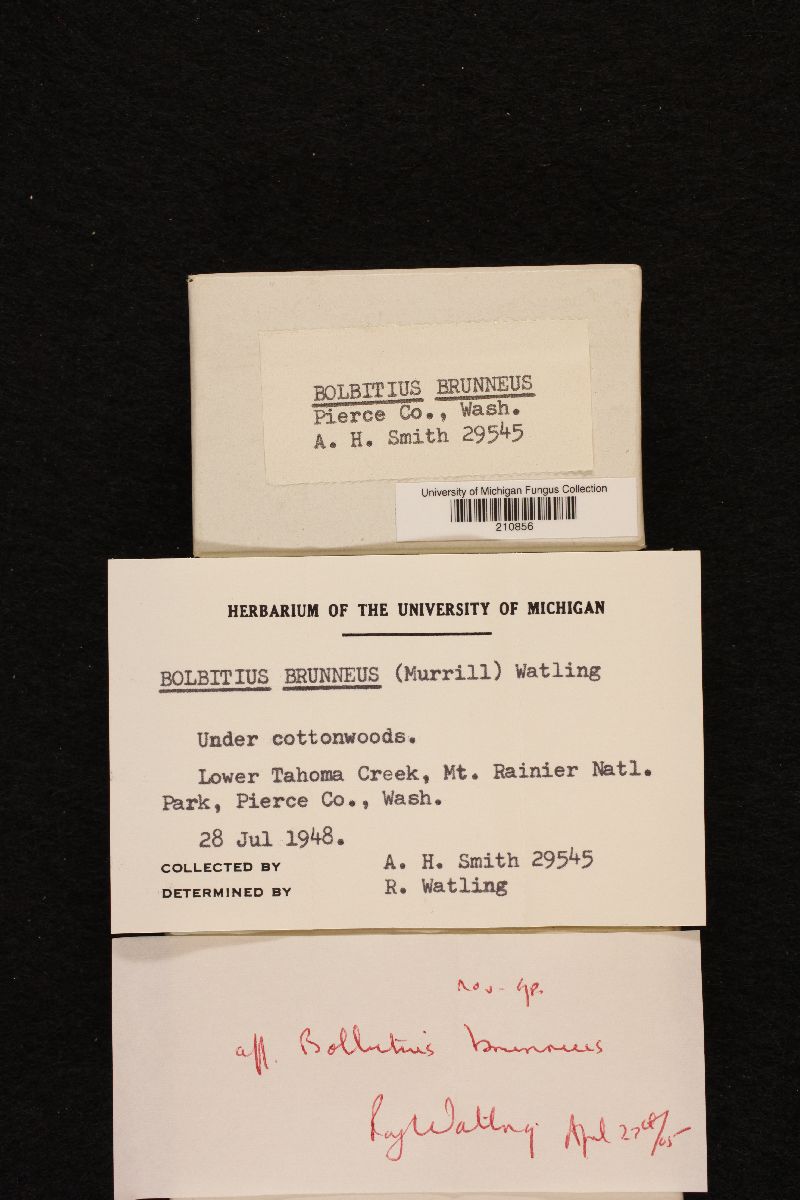 BOLBITIUS BRUNNEUS
Pierce Co., Wash.
A. H. Smith 29545
University of Michigan Fungus Collection
210856
HERBARIUM OF THE UNIVERSITY OF MICHIGAN
BOLBITIUS BRUNNEUS (Murrill) Watling
Under cottonwoods.
Lower Tahoma Creek, Mt. Rainier Natl.
Park, Pierce Co., Wash.
28 Jul 1948.
COLLECTED BY A. H. Smith 29545
DETERMINED BY R. Watling
nov. sp.
aff. Bolbitius brunneus
Roy Watling April